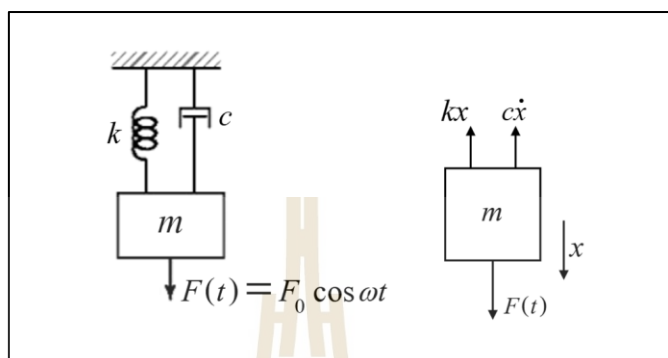 k
c
m
F(t) = F₀ cos ωt
kx
cẋ
m
x
F(t)